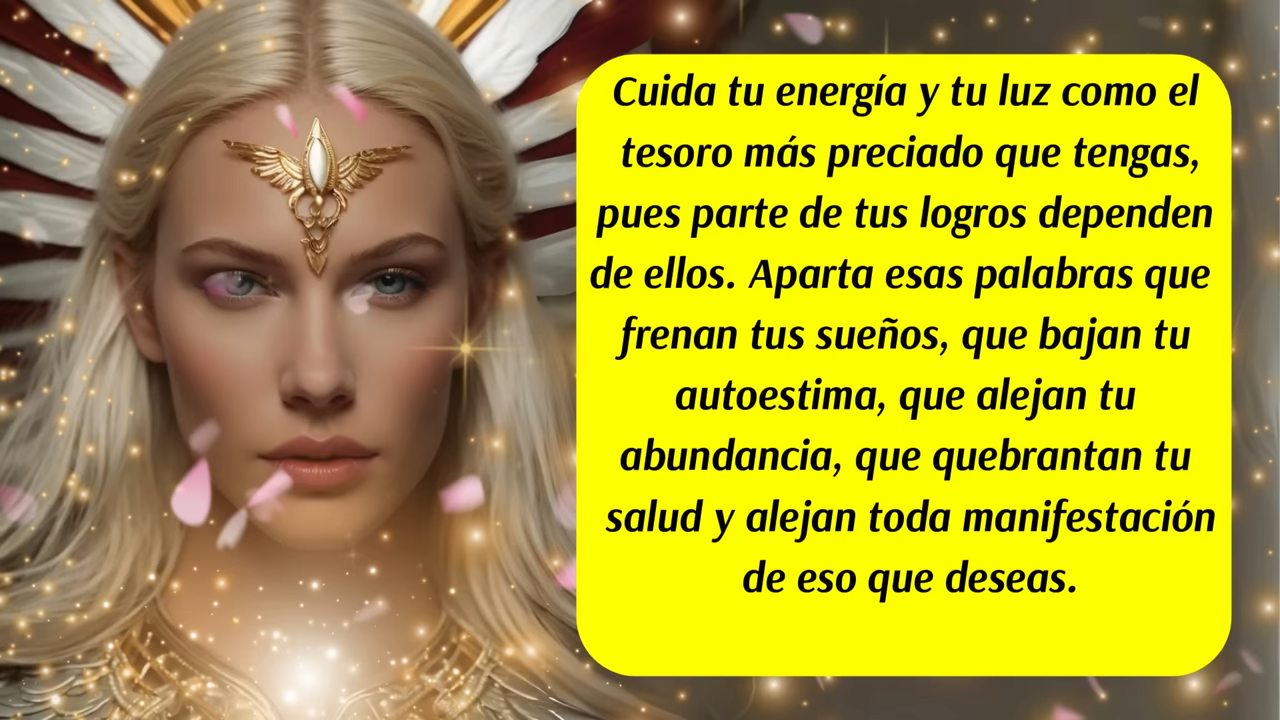 Cuida tu energía y tu luz como el
tesoro más preciado que tengas,
pues parte de tus logros dependen
de ellos. Aparta esas palabras que
frenan tus sueños, que bajan tu
autoestima, que alejan tu
abundancia, que quebrantan tu
salud y alejan toda manifestación
de eso que deseas.